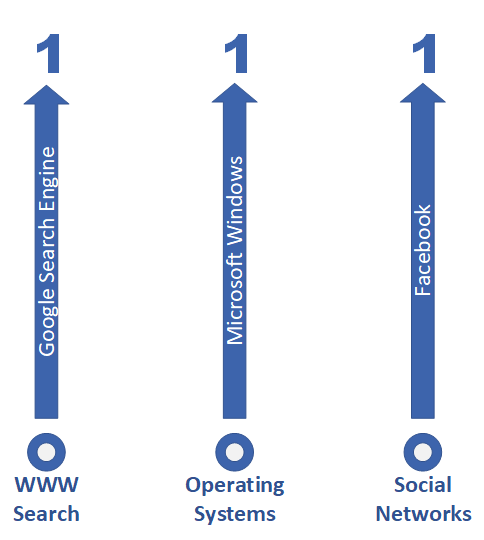 1
1
1
Google Search Engine
Microsoft Windows
Facebook
WWW
Search
Operating
Systems
Social
Networks